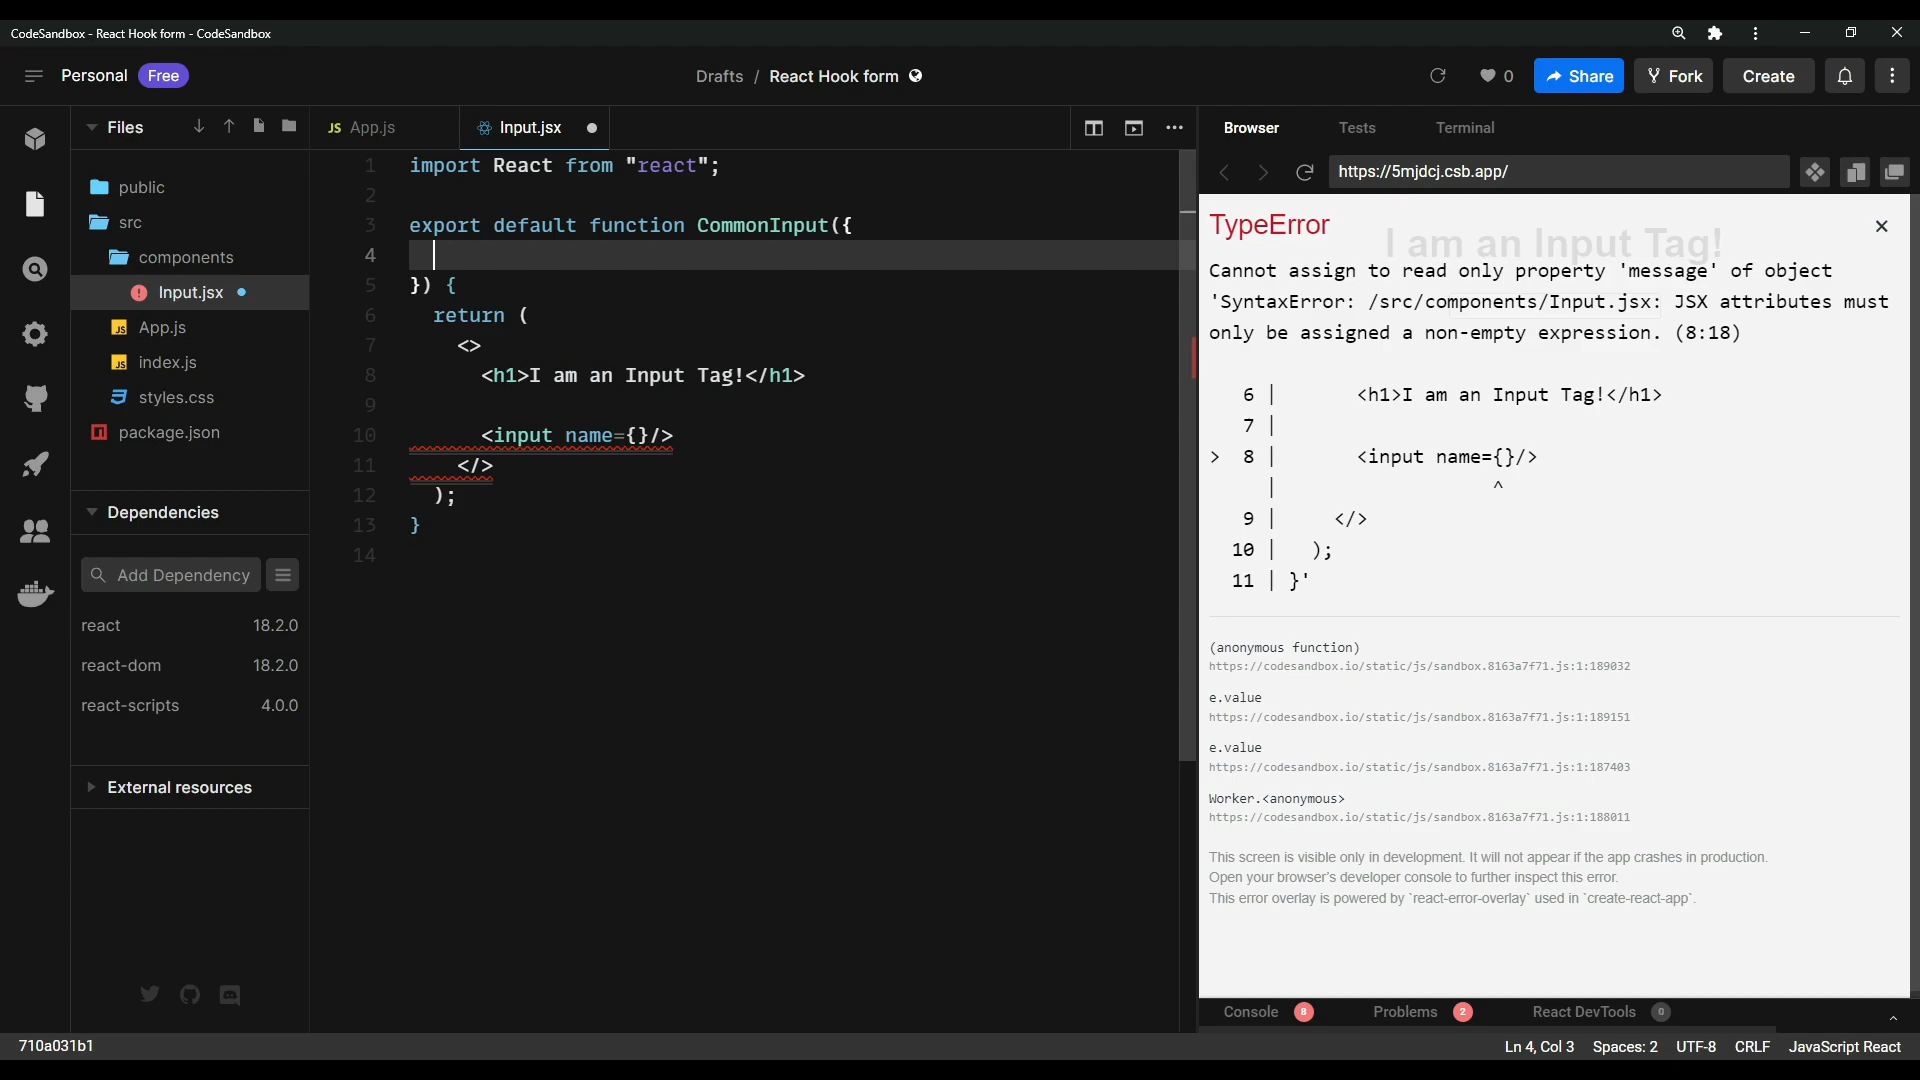 CodeSandbox - React Hook form - CodeSandbox
Personal Free
Drafts / React Hook form
0
Share
Fork
Create
Files
JS App.js
Input.jsx
public
src
components
Input.jsx
JS App.js
JS index.js
styles.css
package.json
Dependencies
Add Dependency
react 18.2.0
react-dom 18.2.0
react-scripts 4.0.0
External resources
1 import React from "react";
2
3 export default function CommonInput({
4
5 }) {
6 return (
7 <>
8 <h1>I am an Input Tag!</h1>
9
10 <input name={}/>
11 </>
12 );
13 }
14
Browser Tests Terminal
https://5mjdcj.csb.app/
TypeError
I am an Input Tag!
Cannot assign to read only property 'message' of object
'SyntaxError: /src/components/Input.jsx: JSX attributes must
only be assigned a non-empty expression. (8:18)
6 | <h1>I am an Input Tag!</h1>
7 |
> 8 | <input name={}/>
| ^
9 | </>
10 | );
11 | }'
(anonymous function)
https://codesandbox.io/static/js/sandbox.8163a7f71.js:1:189032
e.value
https://codesandbox.io/static/js/sandbox.8163a7f71.js:1:189151
e.value
https://codesandbox.io/static/js/sandbox.8163a7f71.js:1:187403
Worker.<anonymous>
https://codesandbox.io/static/js/sandbox.8163a7f71.js:1:188011
This screen is visible only in development. It will not appear if the app crashes in production.
Open your browser's developer console to further inspect this error.
This error overlay is powered by `react-error-overlay` used in `create-react-app`.
Console 8 Problems 2 React DevTools 0
710a031b1
Ln 4, Col 3 Spaces: 2 UTF-8 CRLF JavaScript React